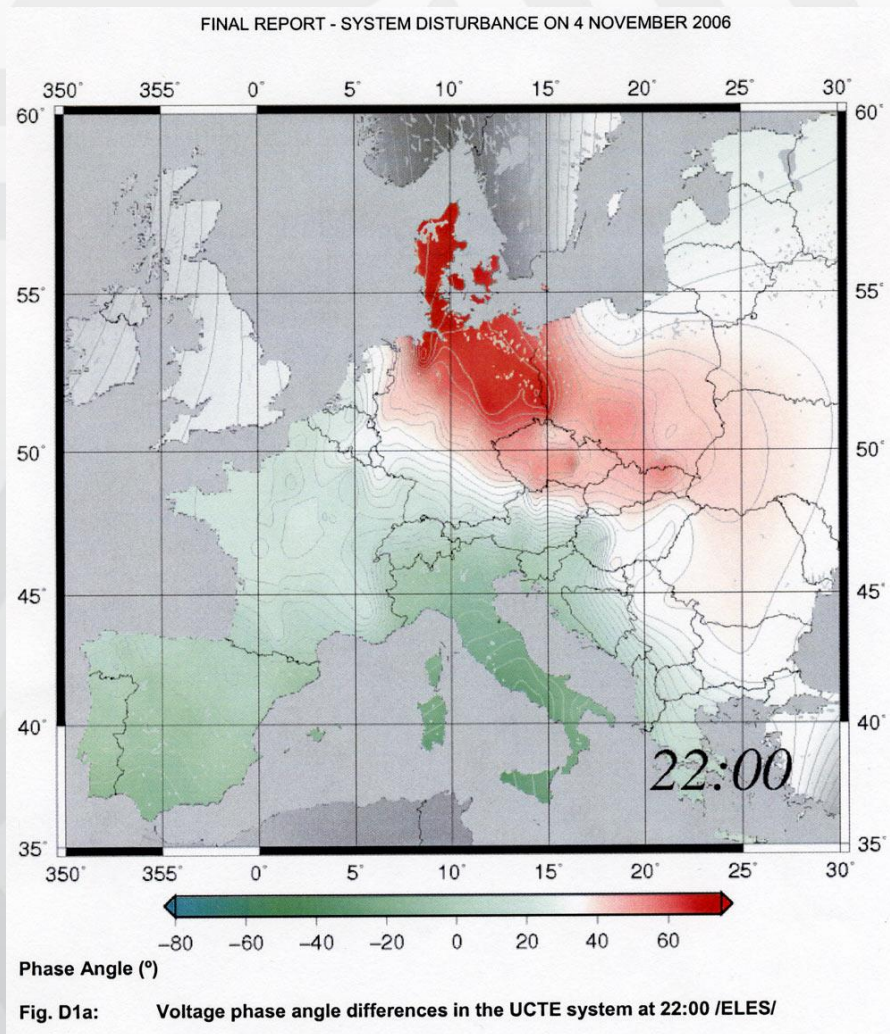 FINAL REPORT - SYSTEM DISTURBANCE ON 4 NOVEMBER 2006
350° 355° 0° 5° 10° 15° 20° 25° 30°
60° 60°
55° 55°
50° 50°
45° 45°
40° 40°
22:00
35° 35°
350° 355° 0° 5° 10° 15° 20° 25° 30°
−80 −60 −40 −20 0 20 40 60
Phase Angle (º)
Fig. D1a: Voltage phase angle differences in the UCTE system at 22:00 /ELES/